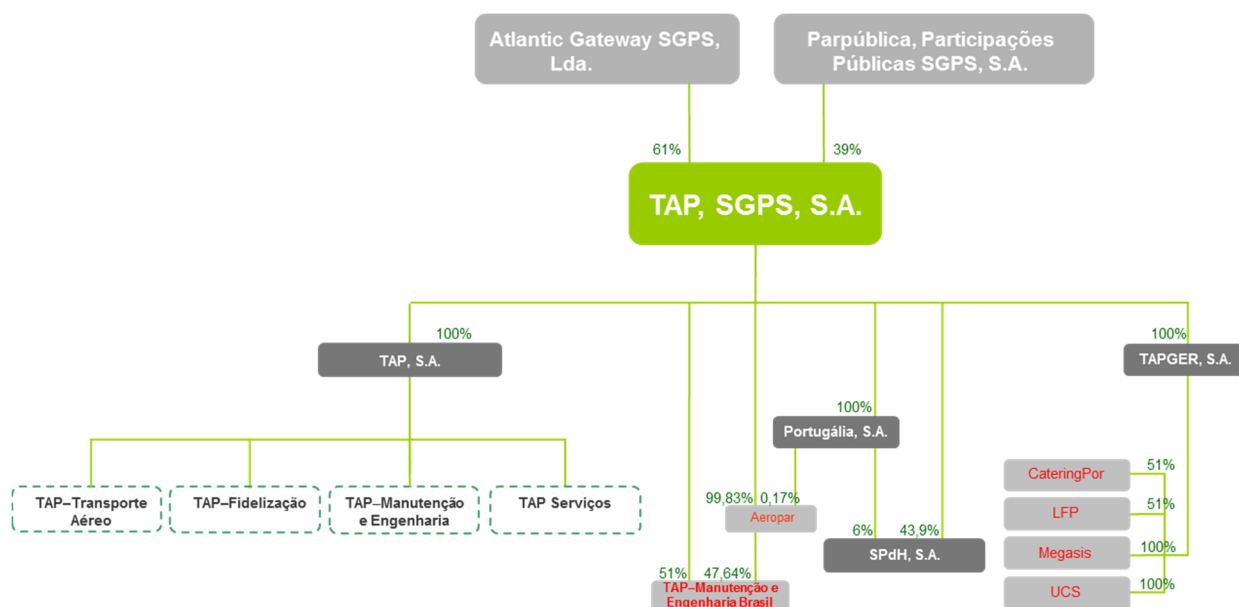 Atlantic Gateway SGPS,
Lda.
Parpública, Participações
Públicas SGPS, S.A.
61%
39%
TAP, SGPS, S.A.
100%
TAP, S.A.
100%
TAPGER, S.A.
100%
Portugália, S.A.
TAP–Transporte
Aéreo
TAP–Fidelização
TAP–Manutenção
e Engenharia
TAP Serviços
99,83%
0,17%
Aeropar
6%
43,9%
SPdH, S.A.
51%
47,64%
TAP–Manutenção e
Engenharia Brasil
CateringPor
51%
LFP
51%
Megasis
100%
UCS
100%